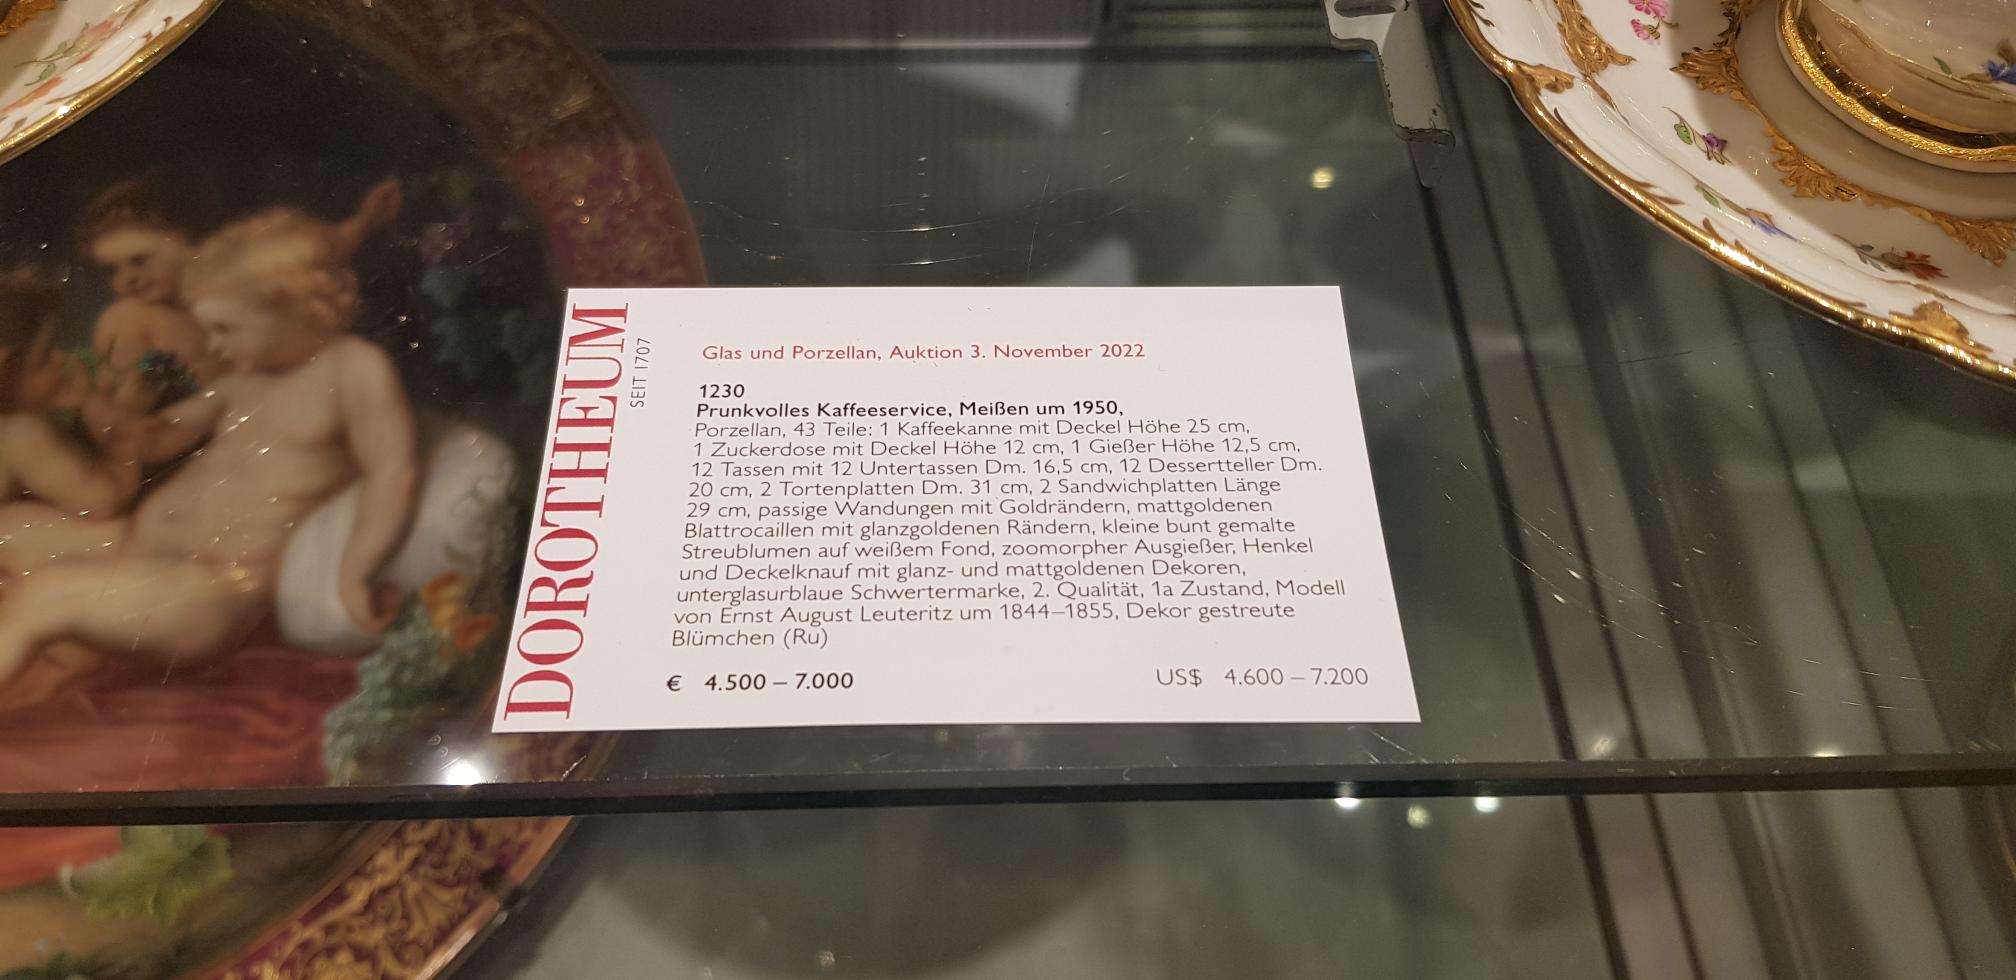 DOROTHEUM
SEIT 1707
Glas und Porzellan, Auktion 3. November 2022
1230
Prunkvolles Kaffeeservice, Meißen um 1950,
Porzellan, 43 Teile: 1 Kaffeekanne mit Deckel Höhe 25 cm,
1 Zuckerdose mit Deckel Höhe 12 cm, 1 Gießer Höhe 12,5 cm,
12 Tassen mit 12 Untertassen Dm. 16,5 cm, 12 Dessertteller Dm.
20 cm, 2 Tortenplatten Dm. 31 cm, 2 Sandwichplatten Länge
29 cm, passige Wandungen mit Goldrändern, mattgoldenen
Blattrocaillen mit glanzgoldenen Rändern, kleine bunt gemalte
Streublumen auf weißem Fond, zoomorpher Ausgießer, Henkel
und Deckelknauf mit glanz- und mattgoldenen Dekoren,
unterglasurblaue Schwertermarke, 2. Qualität, 1a Zustand, Modell
von Ernst August Leuteritz um 1844–1855, Dekor gestreute
Blümchen (Ru)
€ 4.500 – 7.000
US$ 4.600 – 7.200